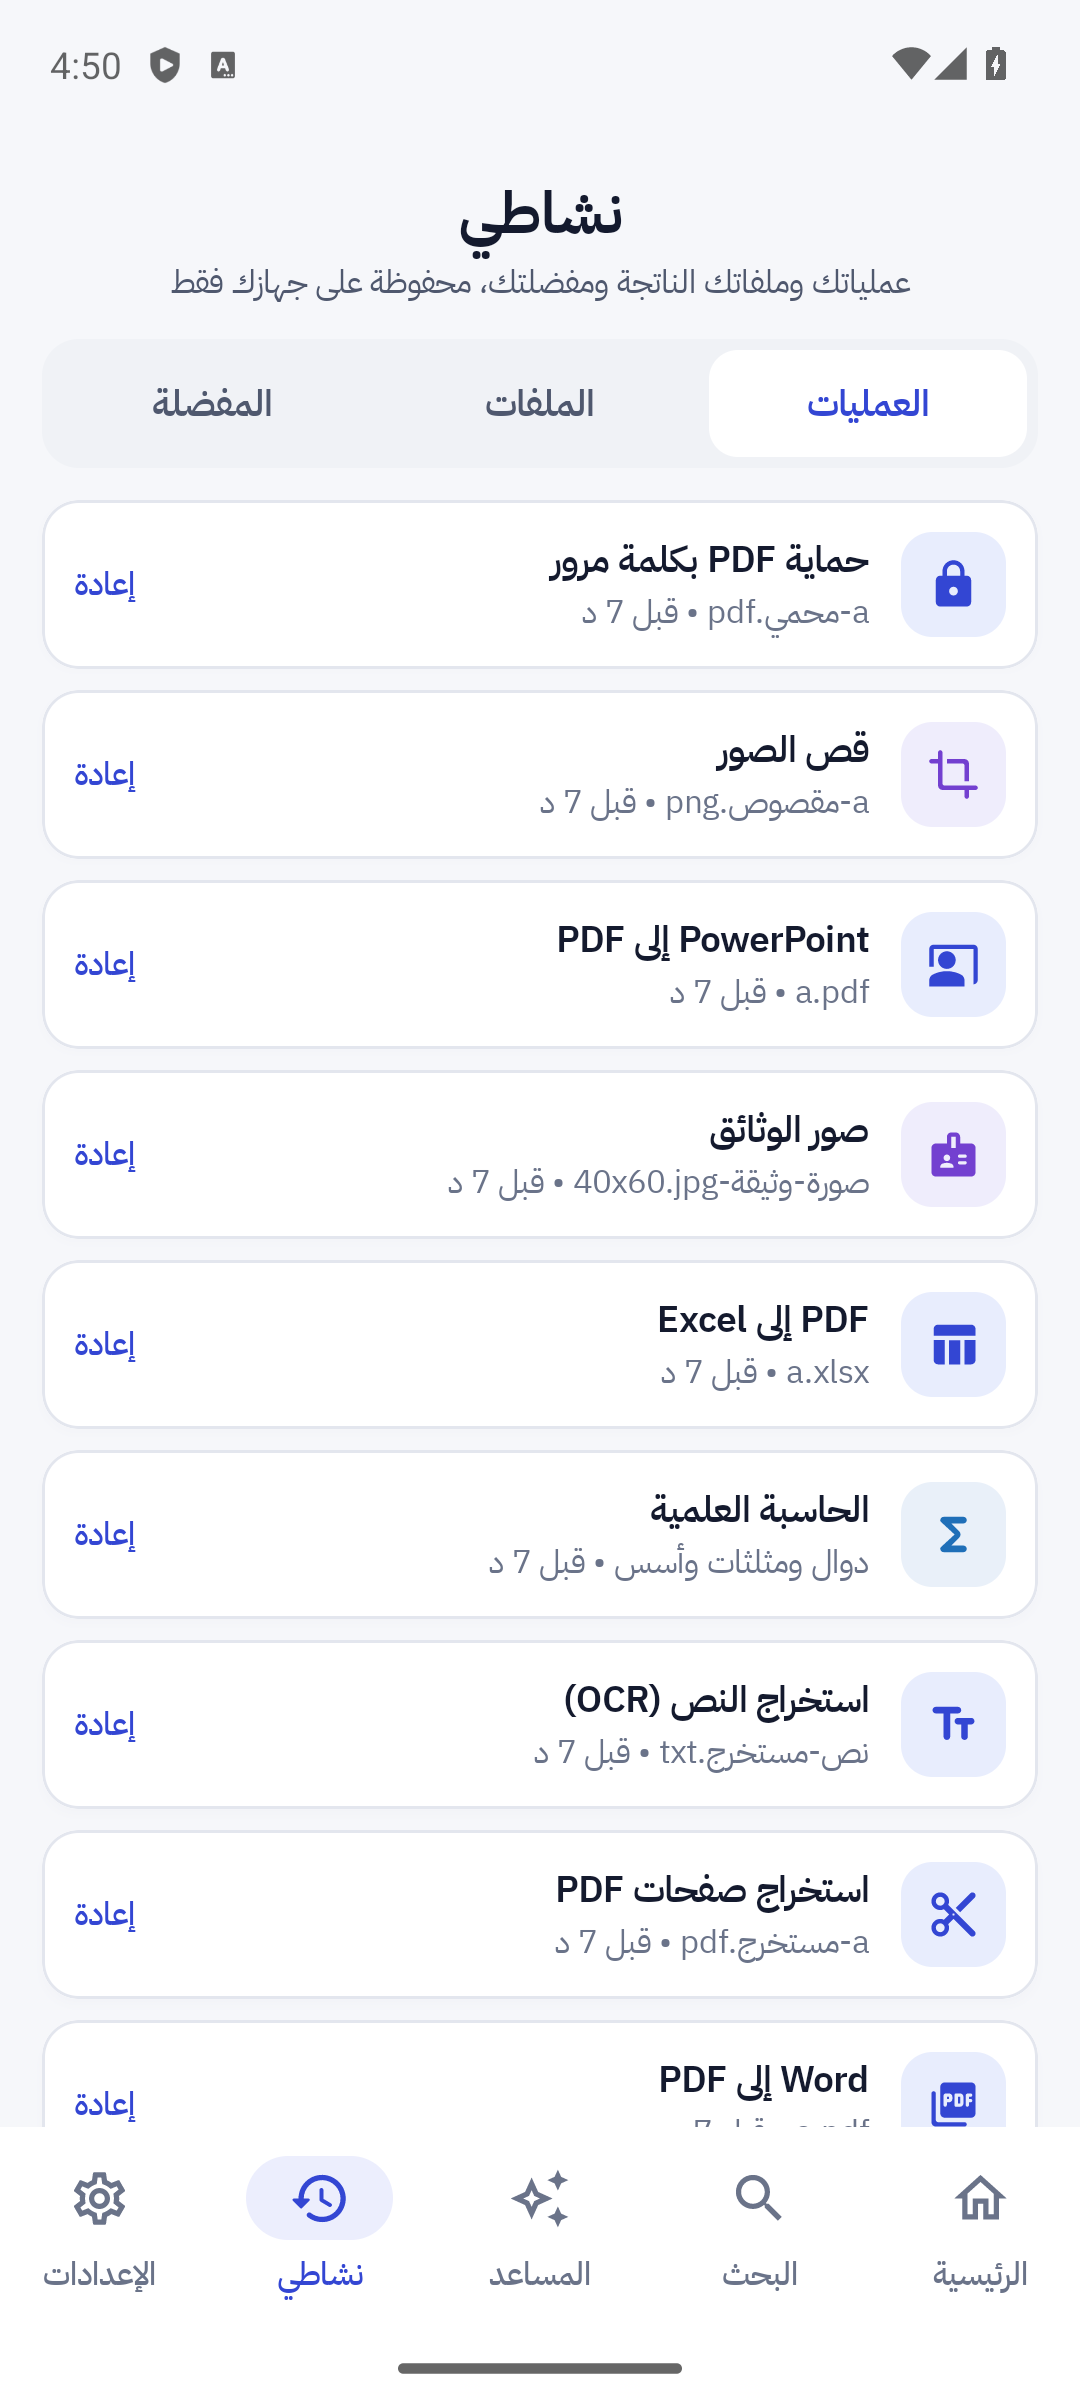 4:50
نشاطي
عملياتك وملفاتك الناتجة ومفضلتك، محفوظة على جهازك فقط
العمليات
الملفات
المفضلة
حماية PDF بكلمة مرور
a-محمي.pdf • قبل 7 د
إعادة
قص الصور
a-مقصوص.png • قبل 7 د
إعادة
PowerPoint إلى PDF
a.pdf • قبل 7 د
إعادة
صور الوثائق
صورة-وثيقة-40x60.jpg • قبل 7 د
إعادة
PDF إلى Excel
a.xlsx • قبل 7 د
إعادة
الحاسبة العلمية
دوال ومثلثات وأسس • قبل 7 د
إعادة
استخراج النص (OCR)
نص-مستخرج.txt • قبل 7 د
إعادة
استخراج صفحات PDF
a-مستخرج.pdf • قبل 7 د
إعادة
Word إلى PDF
إعادة
الرئيسية
البحث
المساعد
نشاطي
الإعدادات